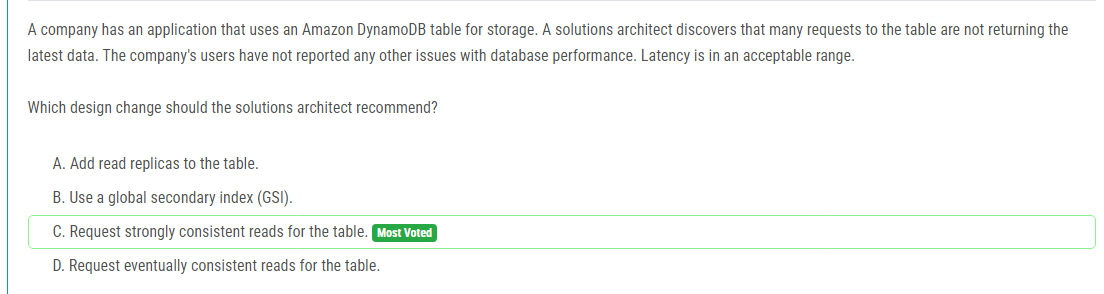 A company has an application that uses an Amazon DynamoDB table for storage. A solutions architect discovers that many requests to the table are not returning the
latest data. The company's users have not reported any other issues with database performance. Latency is in an acceptable range.
Which design change should the solutions architect recommend?
A. Add read replicas to the table.
B. Use a global secondary index (GSI).
C. Request strongly consistent reads for the table. Most Voted
D. Request eventually consistent reads for the table.